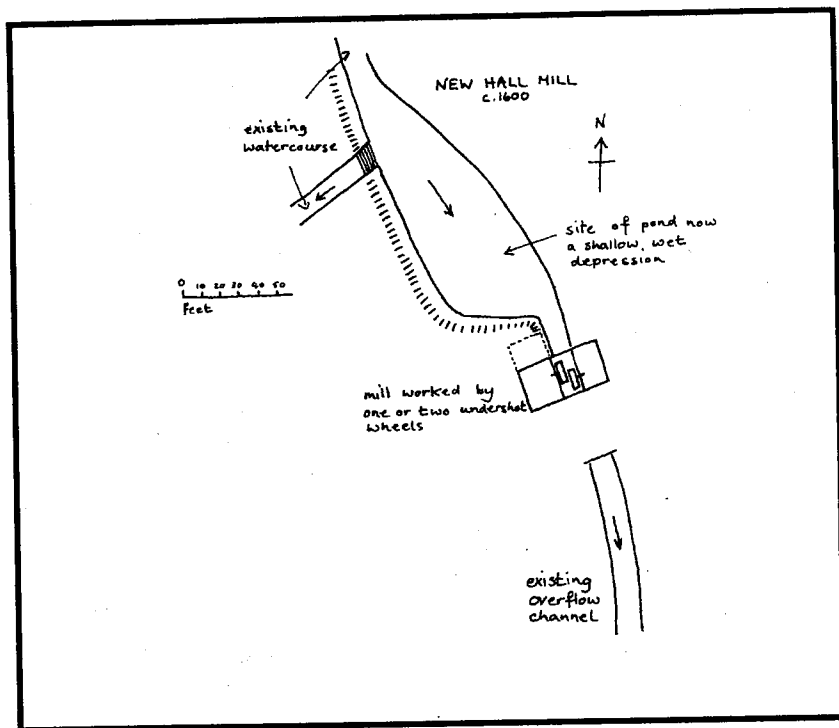 NEW HALL MILL
c.1600
N
existing
watercourse
site of pond now
a shallow, wet
depression
0 10 20 30 40 50
Feet
mill worked by
one or two undershot
wheels
existing
overflow
channel